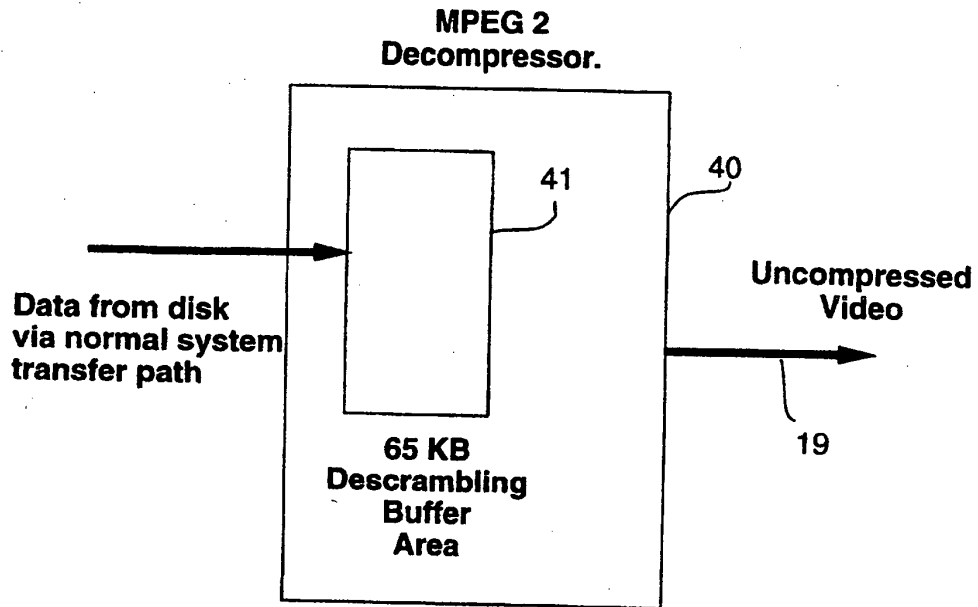 MPEG 2
Decompressor.
41
40
Data from disk
via normal system
transfer path
Uncompressed
Video
19
65 KB
Descrambling
Buffer
Area